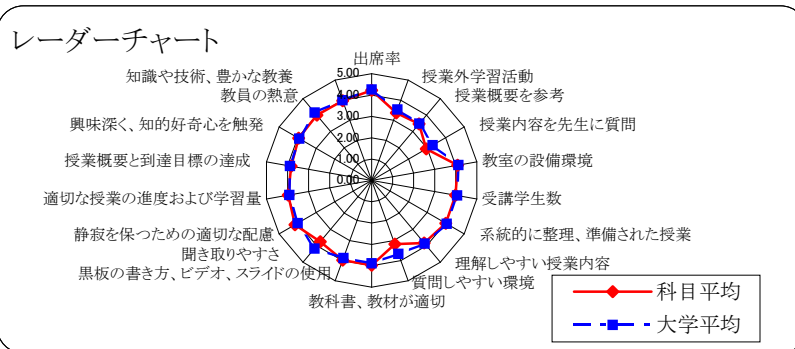 レーダーチャート
出席率
授業外学習活動
授業概要を参考
授業内容を先生に質問
教室の設備環境
受講学生数
系統的に整理、準備された授業
理解しやすい授業内容
質問しやすい環境
教科書、教材が適切
黒板の書き方、ビデオ、スライドの使用
聞き取りやすさ
静寂を保つための適切な配慮
適切な授業の進度および学習量
授業概要と到達目標の達成
興味深く、知的好奇心を触発
教員の熱意
知識や技術、豊かな教養
5.00
4.00
3.00
2.00
1.00
0.00
科目平均
大学平均